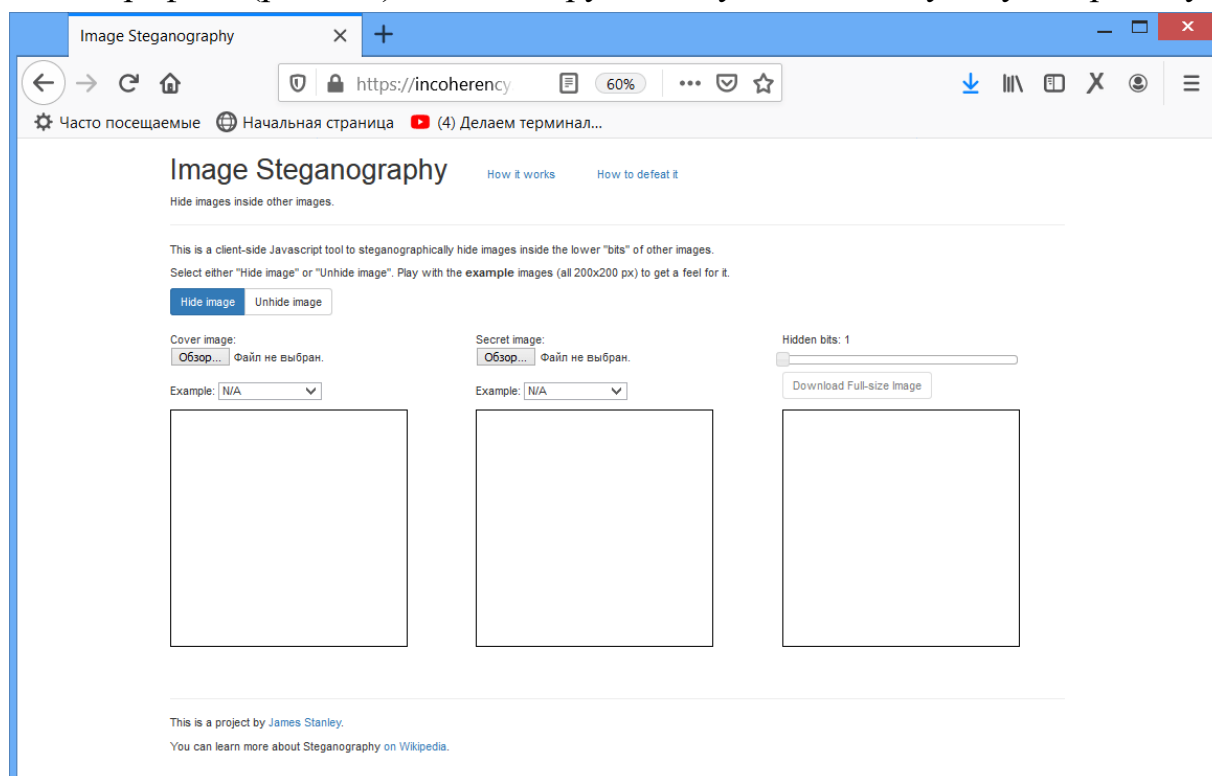 Image Steganography
https://incoherency
60%
Часто посещаемые Начальная страница (4) Делаем терминал...
Image Steganography How it works How to defeat it
Hide images inside other images.
This is a client-side Javascript tool to steganographically hide images inside the lower "bits" of other images.
Select either "Hide image" or "Unhide image". Play with the example images (all 200x200 px) to get a feel for it.
Hide image Unhide image
Cover image: Secret image: Hidden bits: 1
Обзор... Файл не выбран. Обзор... Файл не выбран.
Download Full-size Image
Example: N/A Example: N/A
This is a project by James Stanley.
You can learn more about Steganography on Wikipedia.